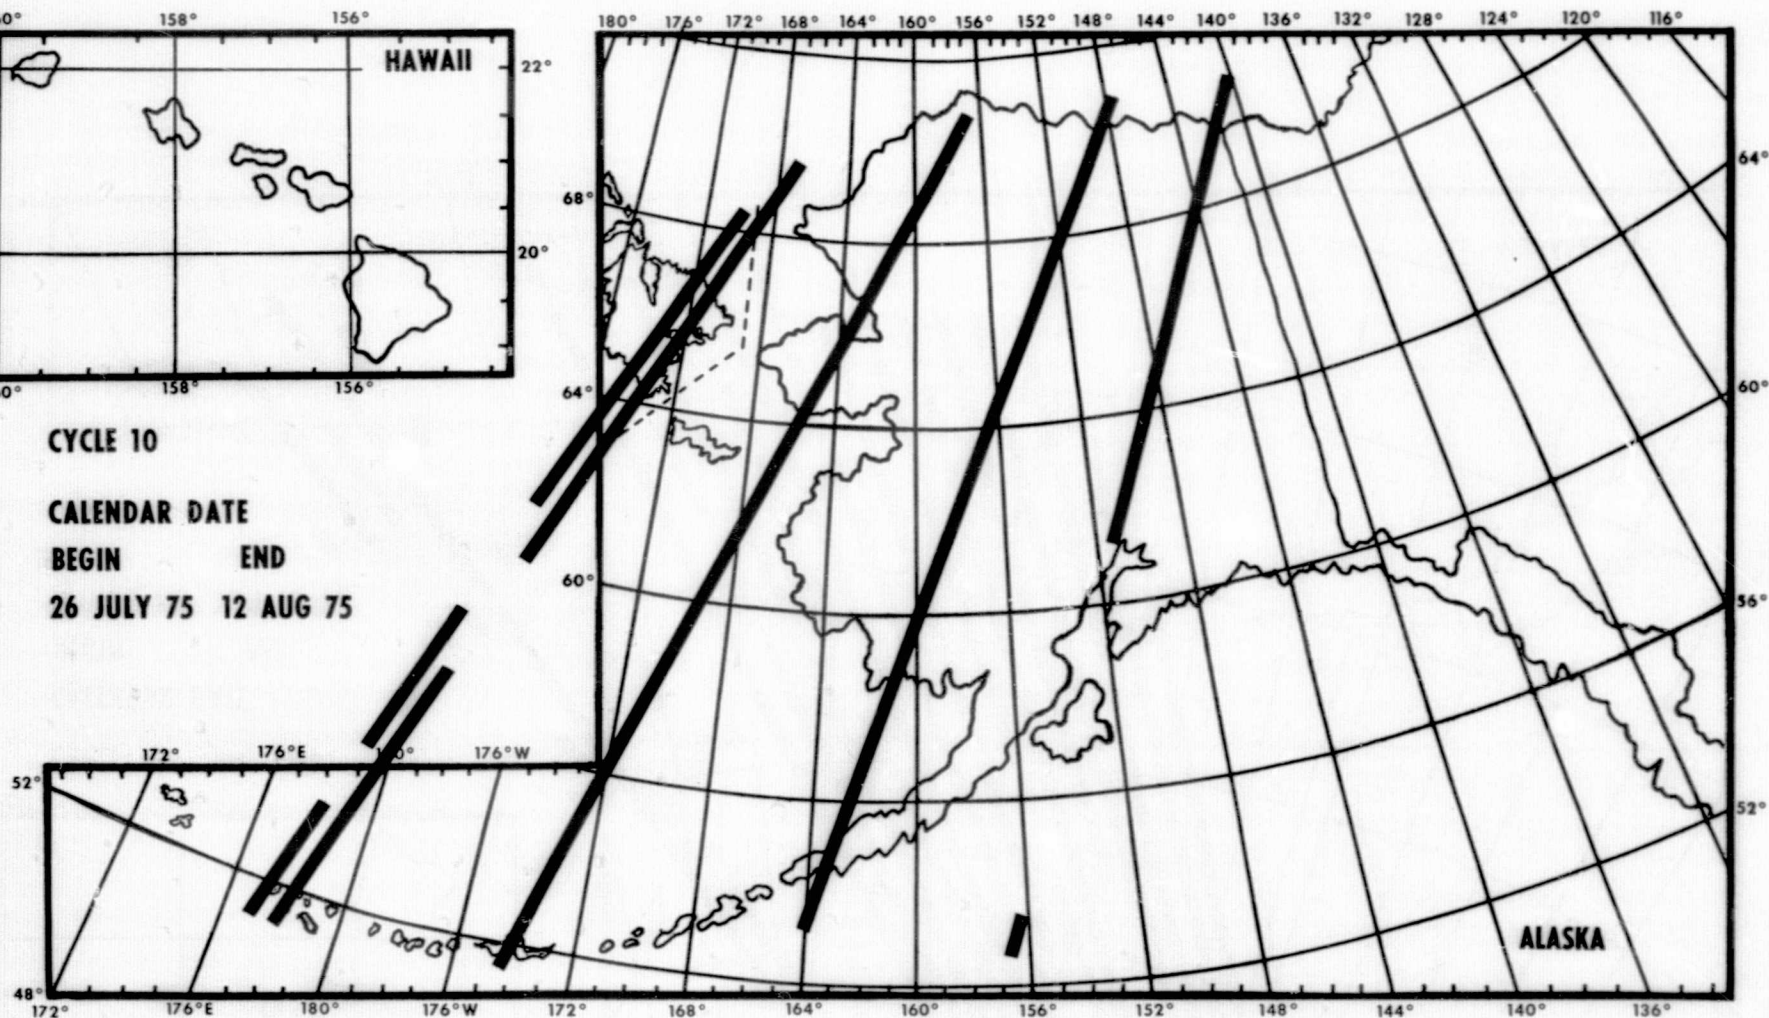 0° 158° 156°
HAWAII
22°
20°
0° 158° 156°
180° 176° 172° 168° 164° 160° 156° 152° 148° 144° 140° 136° 132° 128° 124° 120° 116°
68°
64°
60°
64°
60°
56°
52°
CYCLE 10
CALENDAR DATE
BEGIN END
26 JULY 75 12 AUG 75
172° 176°E 176°W
52°
48°
ALASKA
172° 176°E 180° 176°W 172° 168° 164° 160° 156° 152° 148° 144° 140° 136°